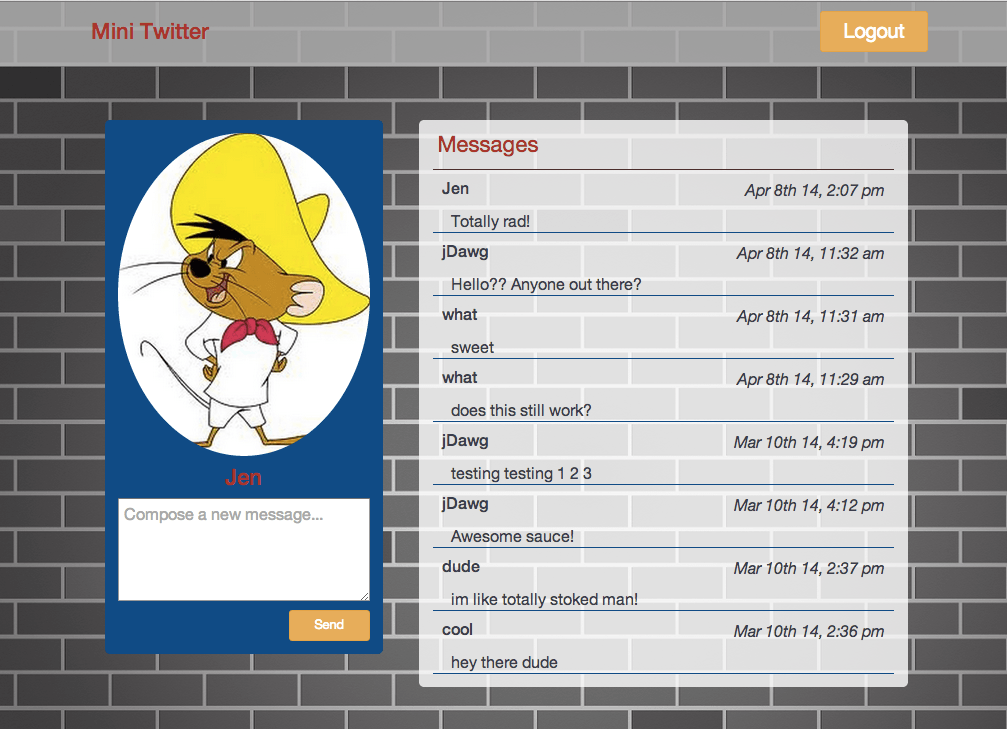 Mini Twitter
Logout
Jen
Compose a new message...
Send
Messages
Jen Apr 8th 14, 2:07 pm
Totally rad!
jDawg Apr 8th 14, 11:32 am
Hello?? Anyone out there?
what Apr 8th 14, 11:31 am
sweet
what Apr 8th 14, 11:29 am
does this still work?
jDawg Mar 10th 14, 4:19 pm
testing testing 1 2 3
jDawg Mar 10th 14, 4:12 pm
Awesome sauce!
dude Mar 10th 14, 2:37 pm
im like totally stoked man!
cool Mar 10th 14, 2:36 pm
hey there dude